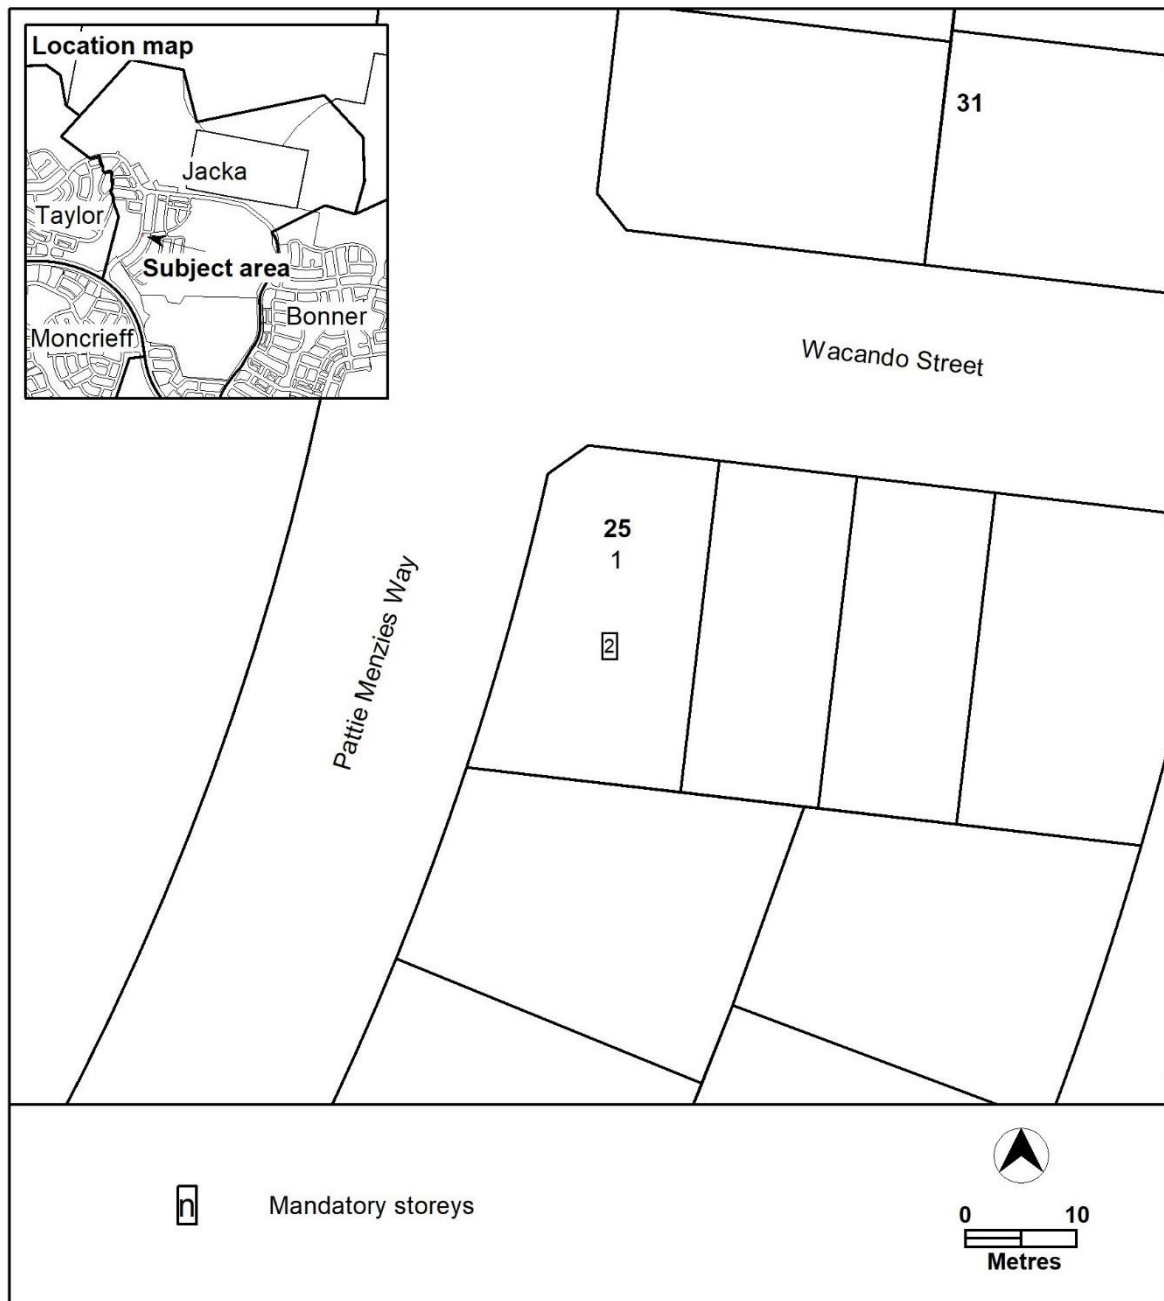 Location map
Jacka
Taylor
Subject area
Bonner
Moncrieff
31
Wacando Street
25
1
2
Pattie Menzies Way
n
Mandatory storeys
0 10
Metres